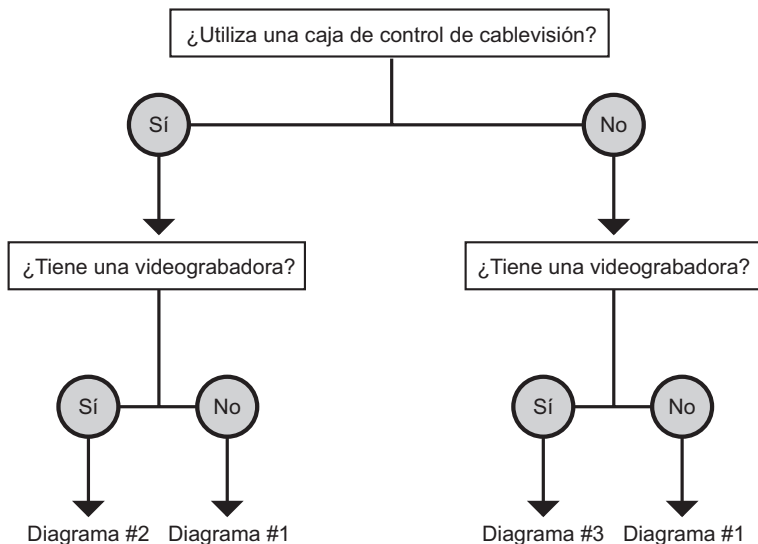 ¿Utiliza una caja de control de cablevisión?
Sí
No
¿Tiene una videograbadora?
¿Tiene una videograbadora?
Sí
No
Sí
No
Diagrama #2
Diagrama #1
Diagrama #3
Diagrama #1